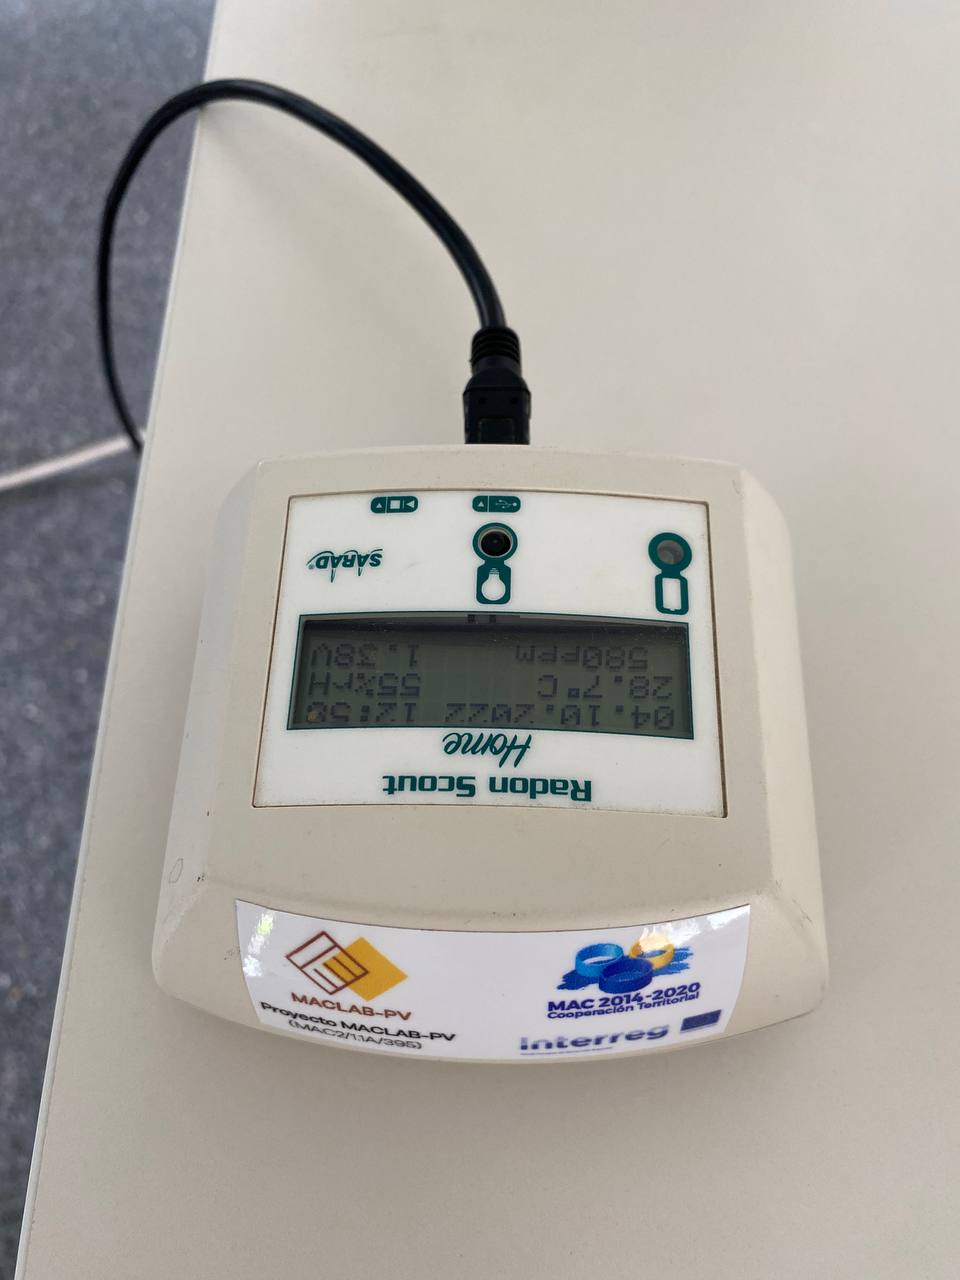 Radon Scout
Home
04.10.2022 12:58
28.7°C 55%rH
580ppm 1.38V
SARAD®
MACLAB-PV
Proyecto MACLAB-PV
(MAC2/1.1A/395)
MAC 2014-2020
Cooperación Territorial
Interreg